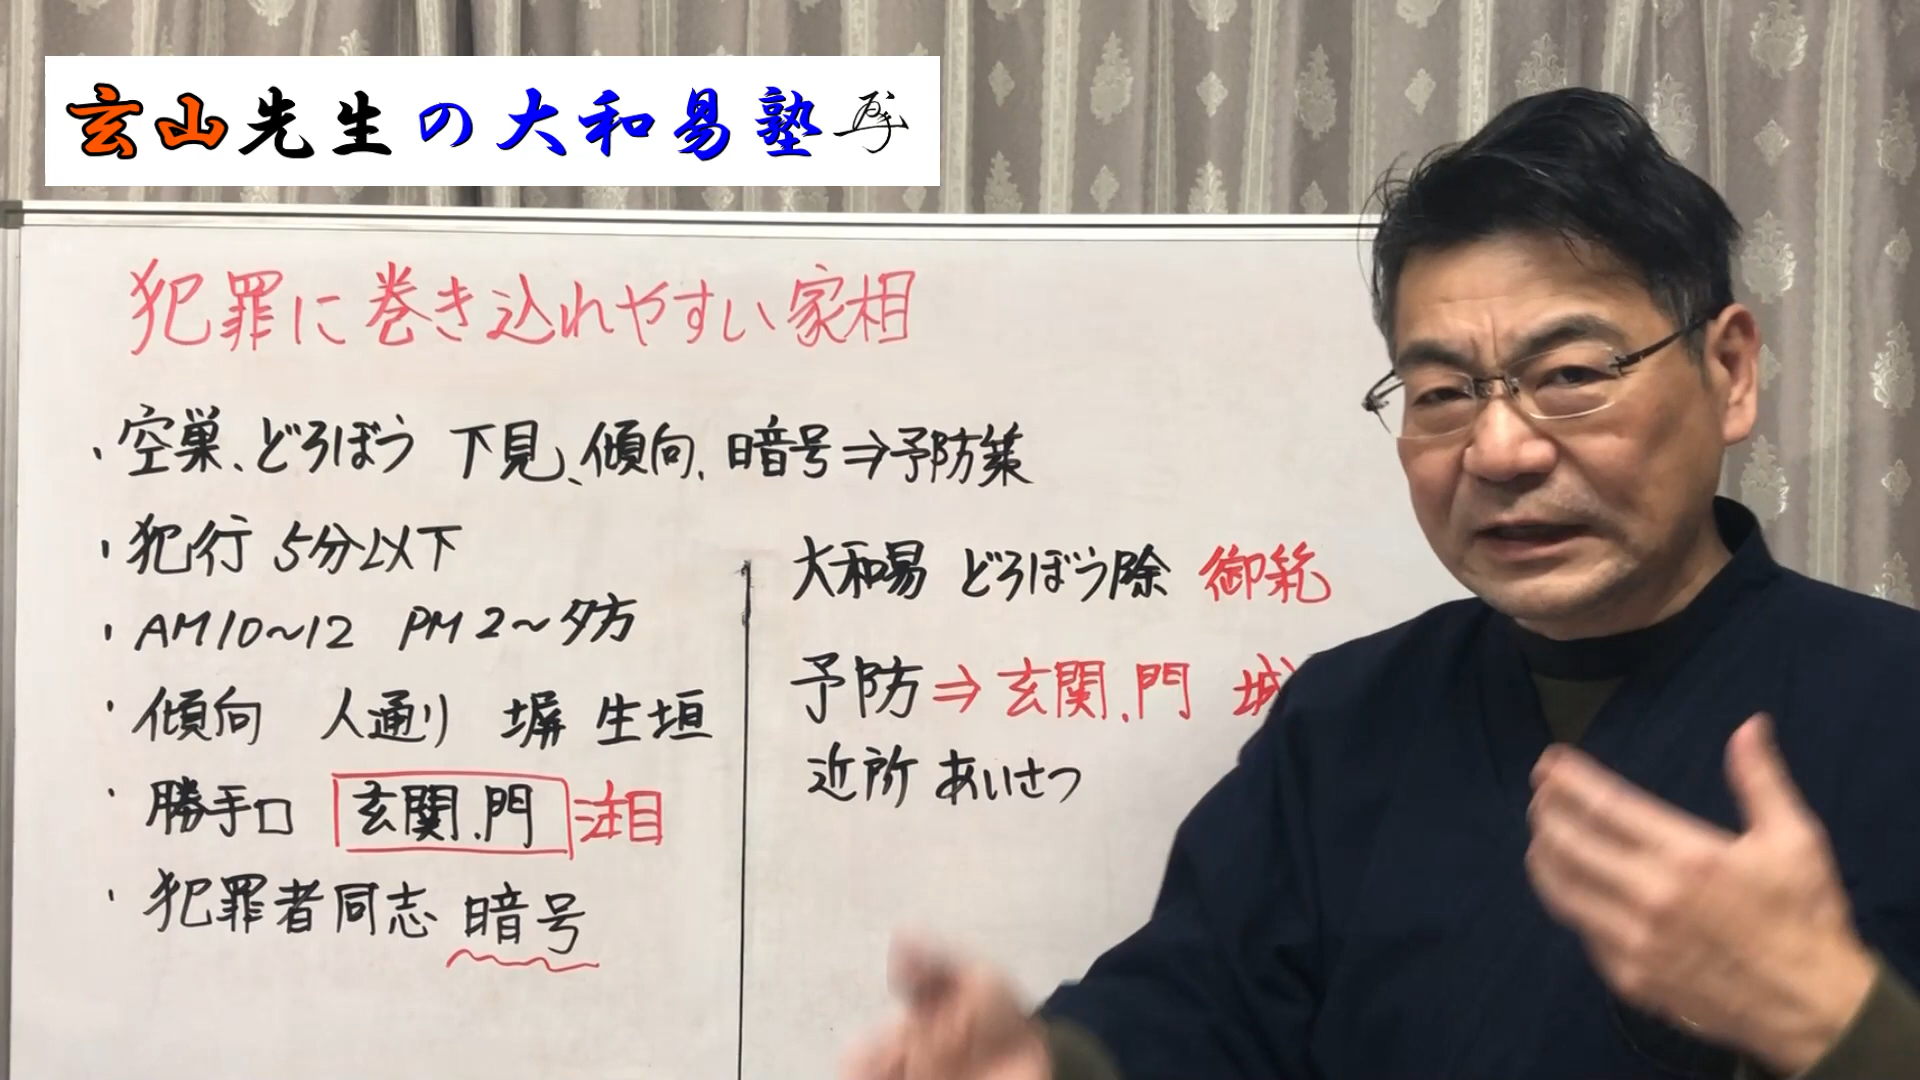 玄山先生の大和易塾
犯罪に巻き込れやすい家相
・空巣、どろぼう 下見、傾向、暗号⇒予防策
・犯行 5分以下
・AM10~12 PM2~夕方
・傾向 人通り 塀 生垣
・勝手口 玄関、門 注目
・犯罪者同志 暗号
大和易 どろぼう除
予防⇒玄関、門
近所 あいさつ